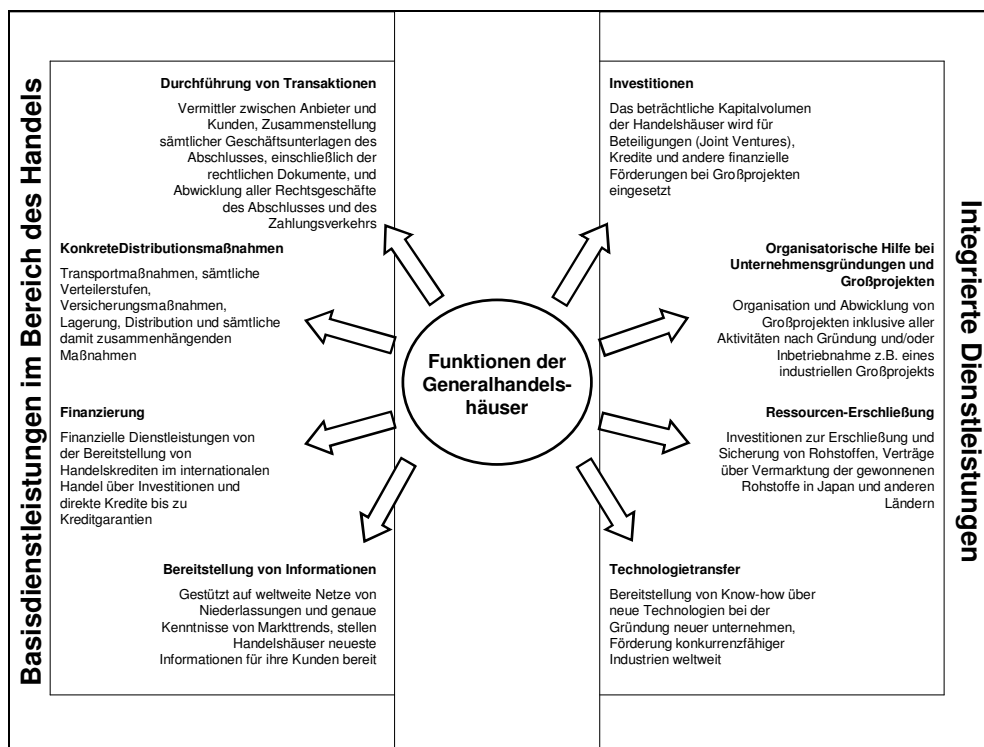 Basisdienstleistungen im Bereich des Handels
Durchführung von Transaktionen
Vermittler zwischen Anbieter und
Kunden, Zusammenstellung
sämtlicher Geschäftsunterlagen des
Abschlusses, einschließlich der
rechtlichen Dokumente, und
Abwicklung aller Rechtsgeschäfte
des Abschlusses und des
Zahlungsverkehrs
KonkreteDistributionsmaßnahmen
Transportmaßnahmen, sämtliche
Verteilerstufen,
Versicherungsmaßnahmen,
Lagerung, Distribution und sämtliche
damit zusammenhängenden
Maßnahmen
Finanzierung
Finanzielle Dienstleistungen von
der Bereitstellung von
Handelskrediten im internationalen
Handel über Investitionen und
direkte Kredite bis zu
Kreditgarantien
Bereitstellung von Informationen
Gestützt auf weltweite Netze von
Niederlassungen und genaue
Kenntnisse von Markttrends, stellen
Handelshäuser neueste
Informationen für ihre Kunden bereit
Funktionen der
Generalhandels-
häuser
Investitionen
Das beträchtliche Kapitalvolumen
der Handelshäuser wird für
Beteiligungen (Joint Ventures),
Kredite und andere finanzielle
Förderungen bei Großprojekten
eingesetzt
Organisatorische Hilfe bei
Unternehmensgründungen und
Großprojekten
Organisation und Abwicklung von
Großprojekten inklusive aller
Aktivitäten nach Gründung und/oder
Inbetriebnahme z.B. eines
industriellen Großprojekts
Ressourcen-Erschließung
Investitionen zur Erschließung und
Sicherung von Rohstoffen, Verträge
über Vermarktung der gewonnenen
Rohstoffe in Japan und anderen
Ländern
Technologietransfer
Bereitstellung von Know-how über
neue Technologien bei der
Gründung neuer unternehmen,
Förderung konkurrenzfähiger
Industrien weltweit
Integrierte Dienstleistungen